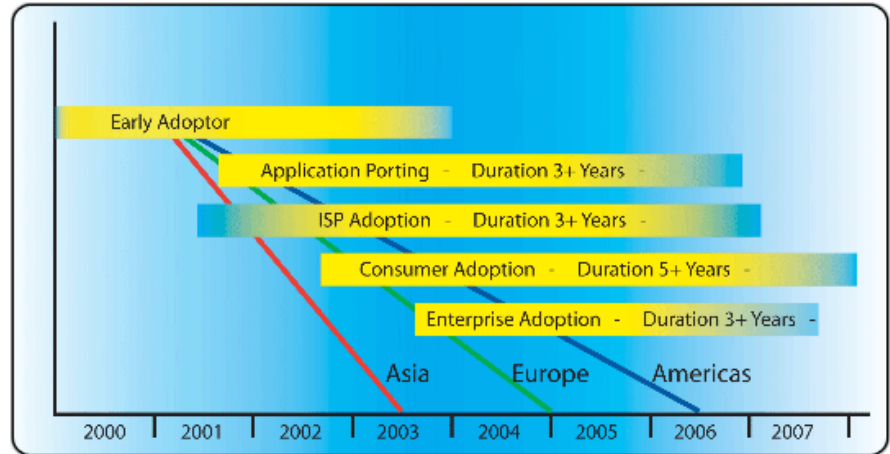 Early Adoptor
Application Porting - Duration 3+ Years -
ISP Adoption - Duration 3+ Years -
Consumer Adoption - Duration 5+ Years -
Enterprise Adoption - Duration 3+ Years -
Asia Europe Americas
2000 2001 2002 2003 2004 2005 2006 2007